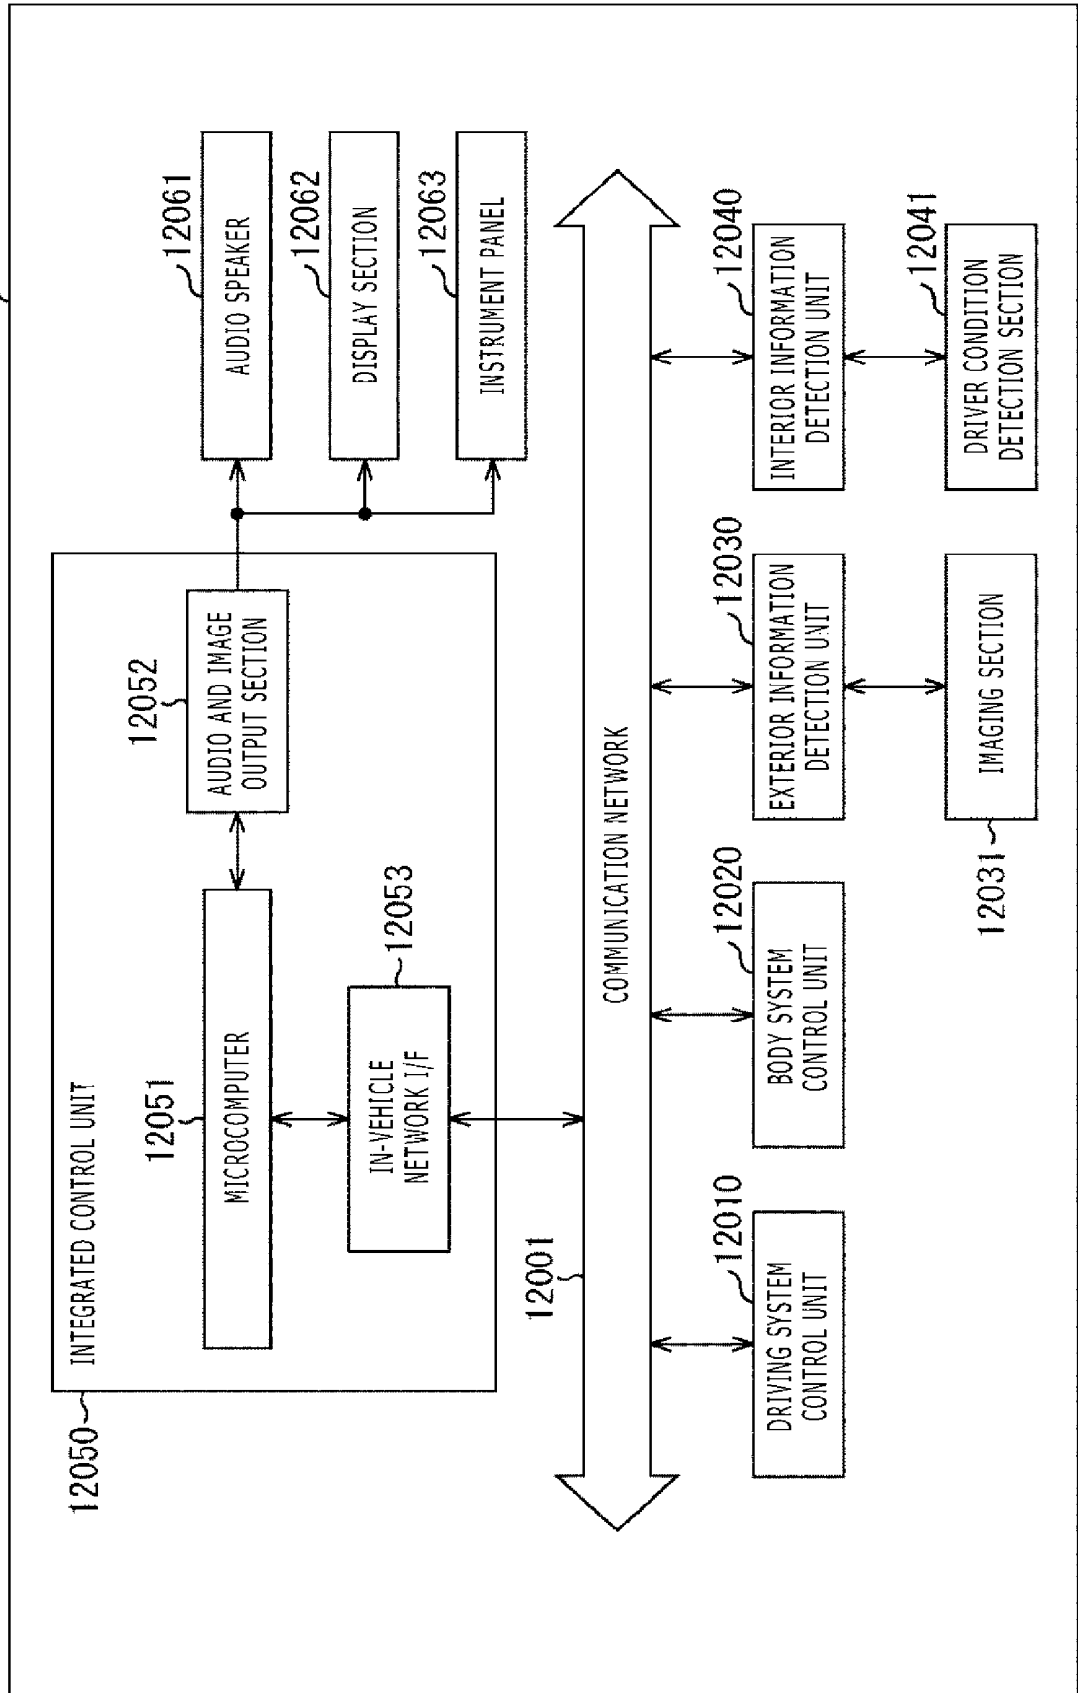 12050
INTEGRATED CONTROL UNIT
12051
MICROCOMPUTER
12052
AUDIO AND IMAGE
OUTPUT SECTION
12053
IN-VEHICLE
NETWORK I/F
12061
AUDIO SPEAKER
12062
DISPLAY SECTION
12063
INSTRUMENT PANEL
12001
COMMUNICATION NETWORK
12010
DRIVING SYSTEM
CONTROL UNIT
12020
BODY SYSTEM
CONTROL UNIT
12030
EXTERIOR INFORMATION
DETECTION UNIT
12040
INTERIOR INFORMATION
DETECTION UNIT
12031
IMAGING SECTION
12041
DRIVER CONDITION
DETECTION SECTION